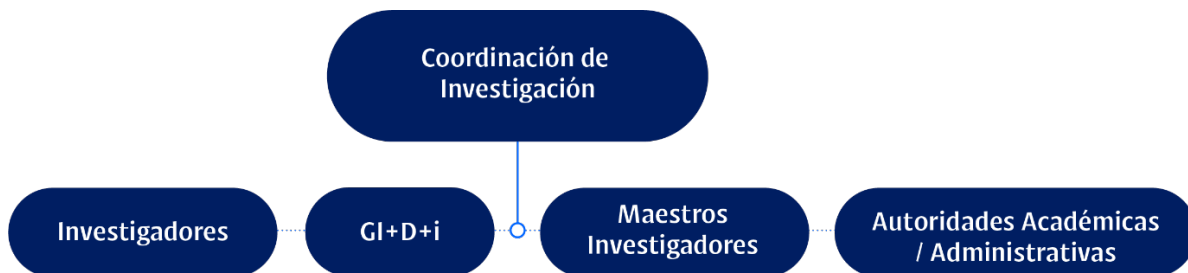 Coordinación de
Investigación
Investigadores
GI+D+i
Maestros
Investigadores
Autoridades Académicas
/ Administrativas